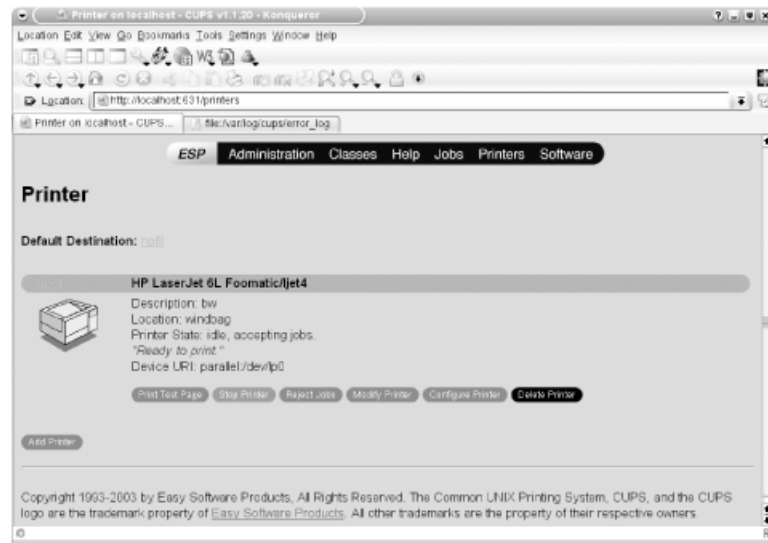 Printer on localhost - CUPS v1.1.20 - Konqueror
Location Edit View Go Bookmarks Tools Settings Window Help
Location: http://localhost:631/printers
Printer on localhost - CUPS...
file:/var/log/cups/error_log
ESP Administration Classes Help Jobs Printers Software
Printer
Default Destination:
HP LaserJet 6L Foomatic/ljet4
Description: bw
Location: windbag
Printer State: idle, accepting jobs.
"Ready to print."
Device URI: parallel:/dev/lp0
Print Test Page Stop Printer Reject Jobs Modify Printer Configure Printer Delete Printer
Add Printer
Copyright 1993-2003 by Easy Software Products, All Rights Reserved. The Common UNIX Printing System, CUPS, and the CUPS
logo are the trademark property of Easy Software Products. All other trademarks are the property of their respective owners.